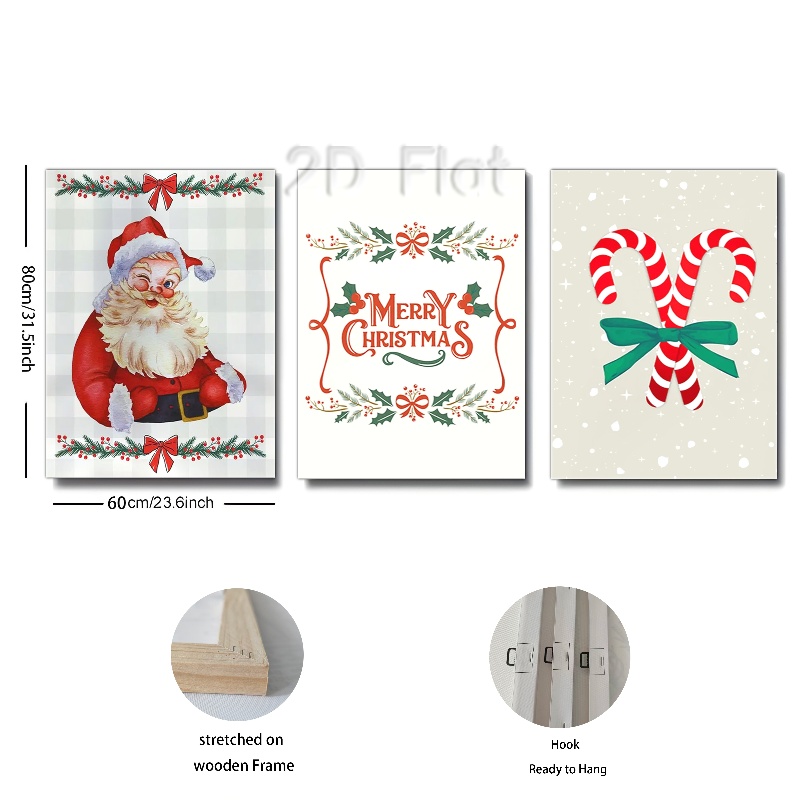 2D Flat
80cm/31.5inch
MERRY
CHRISTMAS
60cm/23.6inch
stretched on
wooden Frame
Hook
Ready to Hang